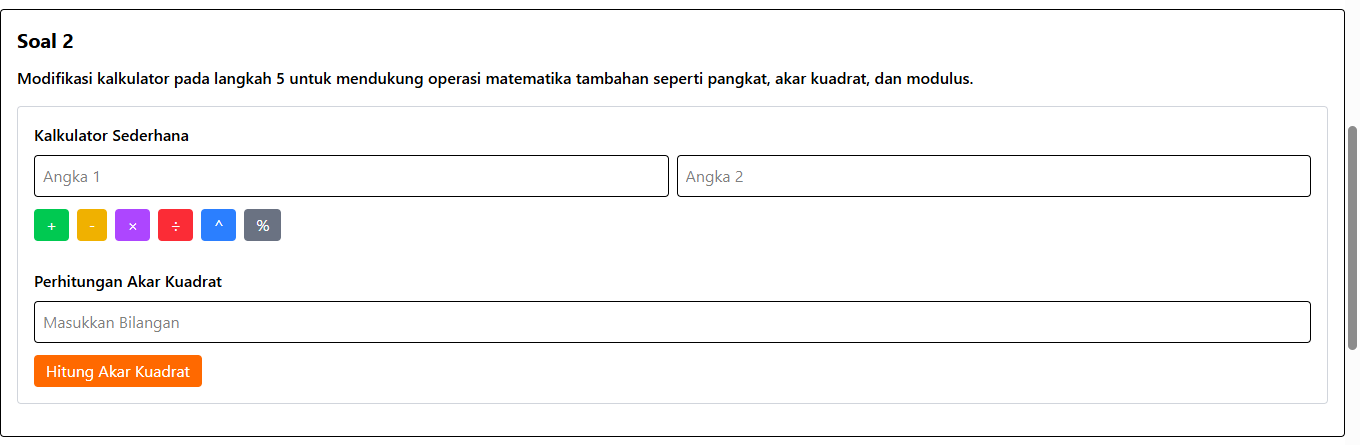 Soal 2
Modifikasi kalkulator pada langkah 5 untuk mendukung operasi matematika tambahan seperti pangkat, akar kuadrat, dan modulus.
Kalkulator Sederhana
Angka 1 Angka 2
+ - × ÷ ^ %
Perhitungan Akar Kuadrat
Masukkan Bilangan
Hitung Akar Kuadrat